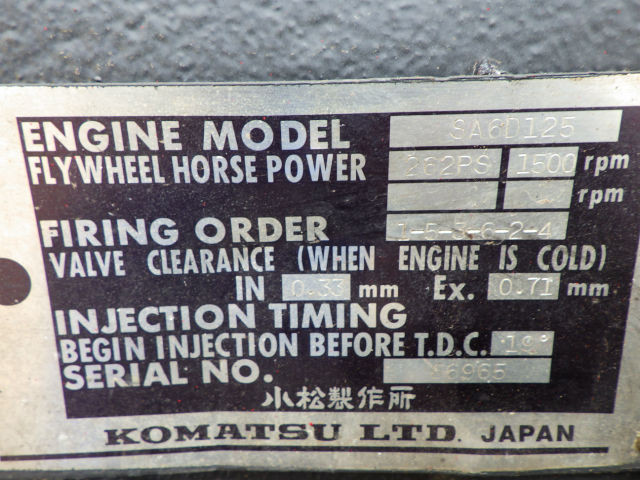 ENGINE MODEL SA6D125
FLYWHEEL HORSE POWER 262PS 1500 rpm
rpm
FIRING ORDER 1-5-3-6-2-4
VALVE CLEARANCE (WHEN ENGINE IS COLD)
IN 0.33 mm Ex. 0.71 mm
INJECTION TIMING
BEGIN INJECTION BEFORE T.D.C.
SERIAL NO.
小松製作所
KOMATSU LTD. JAPAN